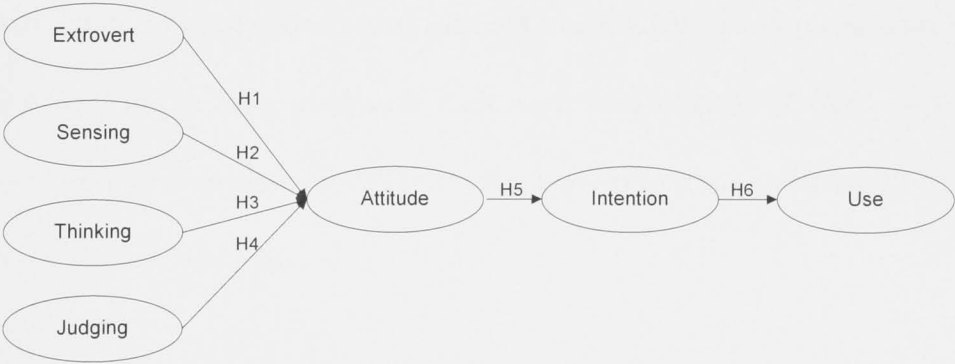 Extrovert
H1
Sensing
H2
Attitude
H5
Intention
H6
Use
H3
Thinking
H4
Judging